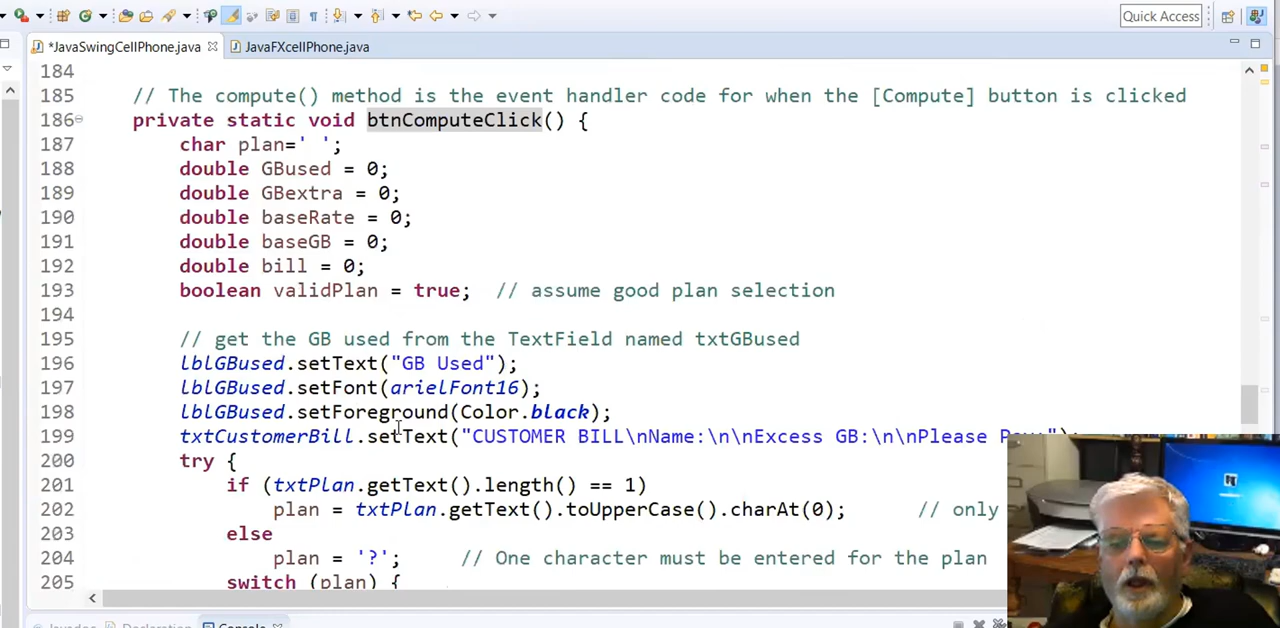 Quick Access
*JavaSwingCellPhone.java
JavaFXcellPhone.java
184
185 // The compute() method is the event handler code for when the [Compute] button is clicked
186 private static void btnComputeClick() {
187 char plan=' ';
188 double GBused = 0;
189 double GBextra = 0;
190 double baseRate = 0;
191 double baseGB = 0;
192 double bill = 0;
193 boolean validPlan = true; // assume good plan selection
194
195 // get the GB used from the TextField named txtGBused
196 lblGBused.setText("GB Used");
197 lblGBused.setFont(arielFont16);
198 lblGBused.setForeground(Color.black);
199 txtCustomerBill.setText("CUSTOMER BILL\nName:\n\nExcess GB:\n\nPlease
200 try {
201 if (txtPlan.getText().length() == 1)
202 plan = txtPlan.getText().toUpperCase().charAt(0); // only
203 else
204 plan = '?'; // One character must be entered for the plan
205 switch (plan) {
Javadoc Declaration Console